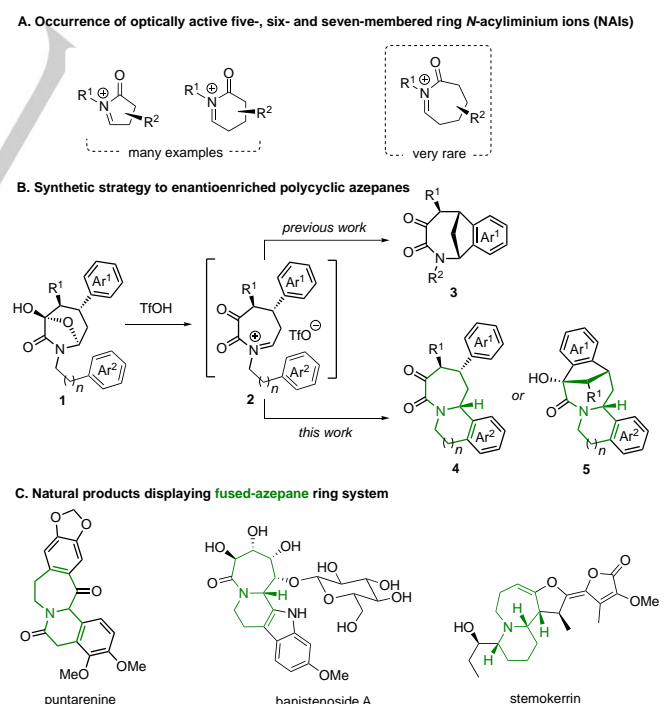 A. Occurrence of optically active five-, six- and seven-membered ring N-acyliminium ions (NAIs)
R¹ N ⊕ O R²
R¹ N ⊕ O R²
R¹ N ⊕ O R²
many examples
very rare
B. Synthetic strategy to enantioenriched polycyclic azepanes
previous work
R¹ O O N R² Ar¹
3
HO R¹ Ar¹ O O N n Ar²
1
TfOH
O O R¹ Ar¹ N ⊕ TfO⊖ n Ar²
2
this work
R¹ Ar¹ O O N H n Ar²
4
or
Ar¹ HO R¹ O N H n Ar²
5
C. Natural products displaying fused-azepane ring system
O O O N O MeO OMe
puntarenine
HO OH OH O N H O O OH OH OH HO NH OMe
banistenoside A
HO N H H H O O O OMe
stemokerrin